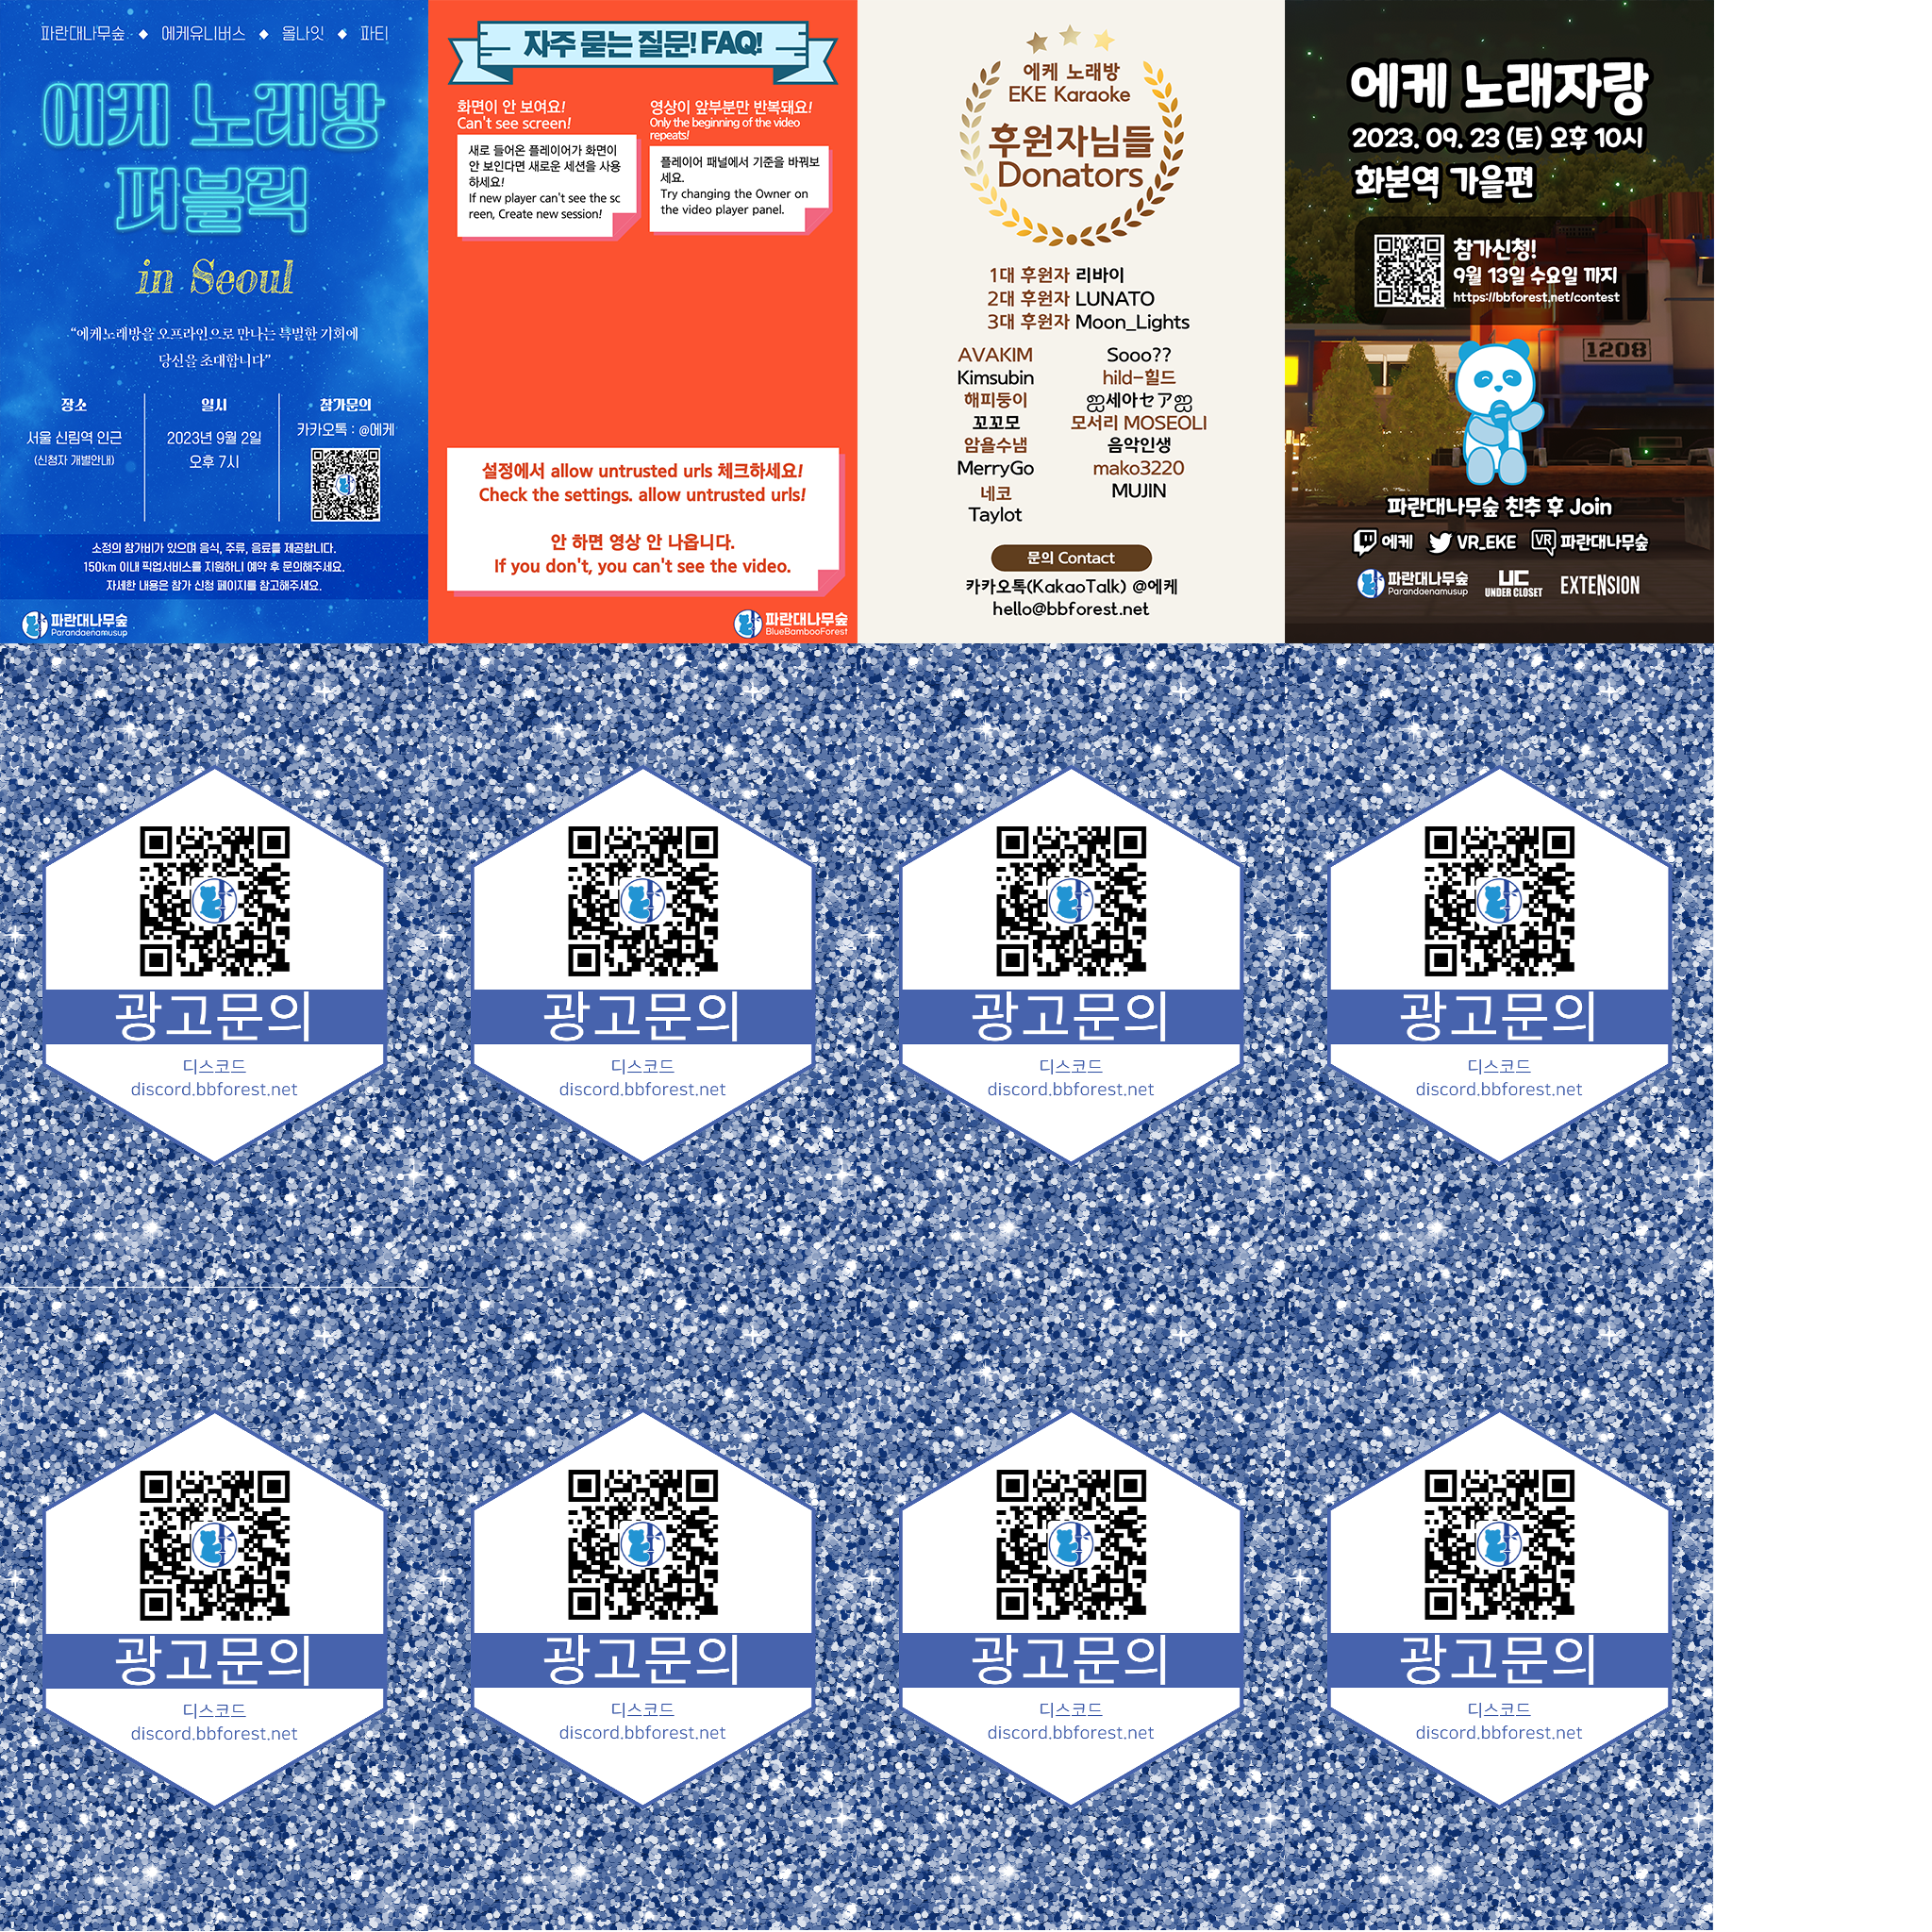 파란대나무숲 ◆ 에케유니버스 ◆ 올나잇 ◆ 파티
에케 노래방
퍼블릭
in Seoul
“에케노래방을 오프라인으로 만나는 특별한 기회에
당신을 초대합니다”
장소
서울 신림역 인근
(신청자 개별안내)
일시
2023년 9월 2일
오후 7시
참가문의
카카오톡 : @에케
소정의 참가비가 있으며 음식, 주류, 음료를 제공합니다.
150km 이내 픽업서비스를 지원하니 예약 후 문의해주세요.
자세한 내용은 참가 신청 페이지를 참고해주세요.
파란대나무숲
Parandaenamusup
자주 묻는 질문! FAQ!
화면이 안 보여요!
Can't see screen!
새로 들어온 플레이어가 화면이
안 보인다면 새로운 세션을 사용
하세요!
If new player can't see the sc
reen, Create new session!
영상이 앞부분만 반복돼요!
Only the beginning of the video
repeats!
플레이어 패널에서 기준을 바꿔보
세요.
Try changing the Owner on
the video player panel.
설정에서 allow untrusted urls 체크하세요!
Check the settings. allow untrusted urls!
안 하면 영상 안 나옵니다.
If you don't, you can't see the video.
파란대나무숲
BlueBambooForest
에케 노래방
EKE Karaoke
후원자님들
Donators
1대 후원자 리바이
2대 후원자 LUNATO
3대 후원자 Moon_Lights
AVAKIM
Kimsubin
해피둥이
꼬꼬모
암욜수냄
MerryGo
네코
Taylot
Sooo??
hild-힐드
ஐ세아セアஐ
모서리 MOSEOLI
음악인생
mako3220
MUJIN
문의 Contact
카카오톡(KakaoTalk) @에케
hello@bbforest.net
에케 노래자랑
2023. 09. 23 (토) 오후 10시
화본역 가을편
참가신청!
9월 13일 수요일 까지
https://bbforest.net/contest
1208
파란대나무숲 친추 후 Join
에케 VR_EKE VR 파란대나무숲
파란대나무숲
Parandaenamusup
UC
UNDER CLOSET
EXTENSION
광고문의
디스코드
discord.bbforest.net
광고문의
디스코드
discord.bbforest.net
광고문의
디스코드
discord.bbforest.net
광고문의
디스코드
discord.bbforest.net
광고문의
디스코드
discord.bbforest.net
광고문의
디스코드
discord.bbforest.net
광고문의
디스코드
discord.bbforest.net
광고문의
디스코드
discord.bbforest.net